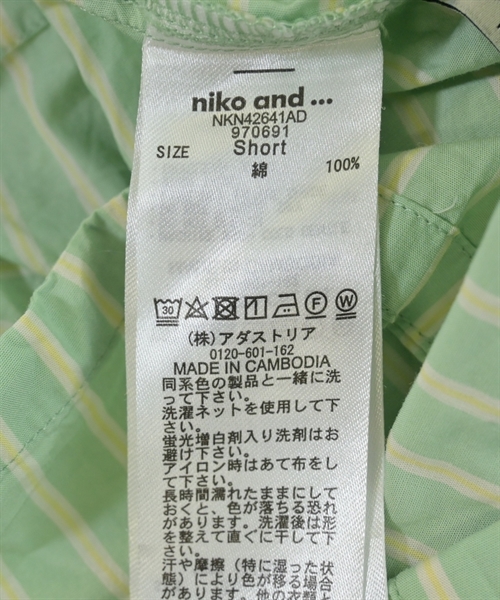 niko and ...
NKN42641AD
970691
SIZE Short
綿 100%
30 F W
(株)アダストリア
0120-601-162
MADE IN CAMBODIA
同系色の製品と一緒に洗
って下さい。
洗濯ネットを使用して下
さい。
蛍光増白剤入り洗剤はお
避け下さい。
アイロン時はあて布をし
て下さい。
長時間濡れたままにして
おくと、色が落ちる恐れ
があります。洗濯後は形
を整えて直ぐに干して下
さい。
汗や摩擦(特に湿った状
態)により色が移る場合
があります。他の衣類と